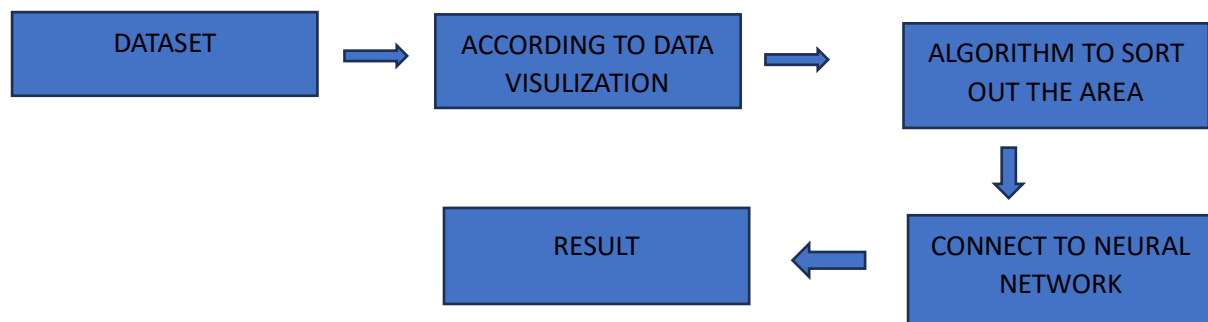 DATASET
ACCORDING TO DATA
VISULIZATION
ALGORITHM TO SORT
OUT THE AREA
CONNECT TO NEURAL
NETWORK
RESULT